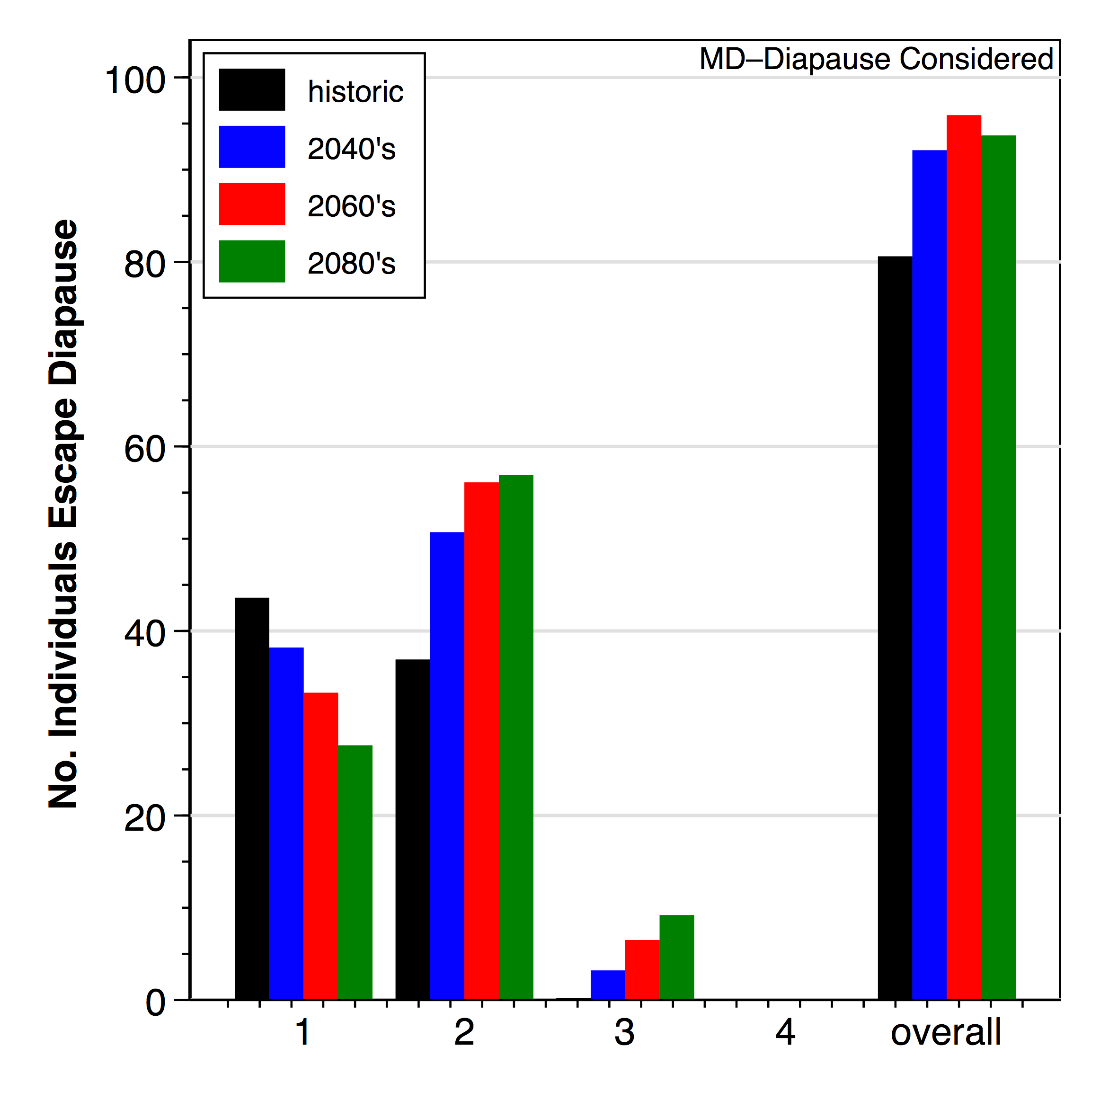 MD–Diapause Considered
historic
2040's
2060's
2080's
No. Individuals Escape Diapause
100
80
60
40
20
0
1 2 3 4 overall